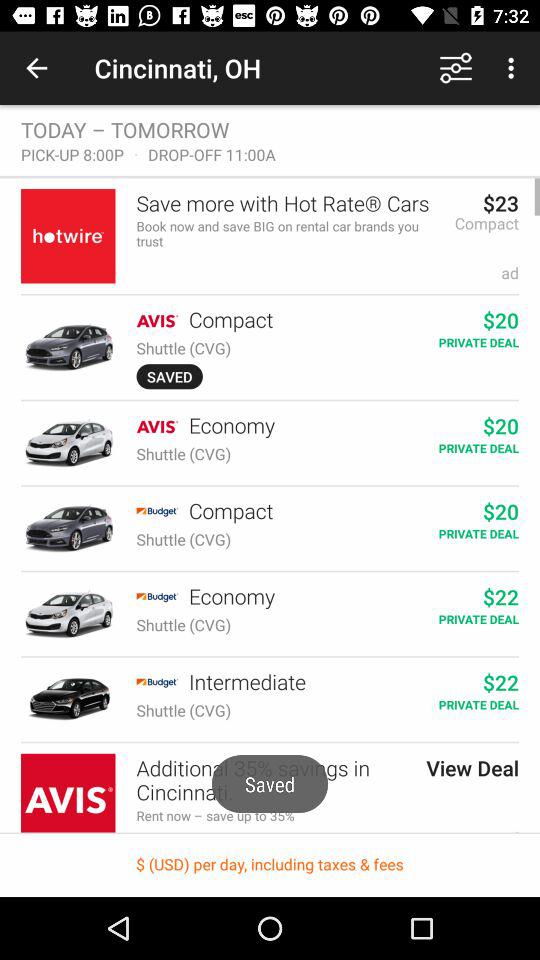 esc 7:32
Cincinnati, OH
TODAY – TOMORROW
PICK-UP 8:00P · DROP-OFF 11:00A
hotwire
Save more with Hot Rate® Cars $23
Book now and save BIG on rental car brands you Compact
trust
ad
AVIS Compact $20
Shuttle (CVG) PRIVATE DEAL
SAVED
AVIS Economy $20
Shuttle (CVG) PRIVATE DEAL
Budget Compact $20
Shuttle (CVG) PRIVATE DEAL
Budget Economy $22
Shuttle (CVG) PRIVATE DEAL
Budget Intermediate $22
Shuttle (CVG) PRIVATE DEAL
AVIS®
Additional 35% savings in View Deal
Cincinnati.
Saved
Rent now – save up to 35%
$ (USD) per day, including taxes & fees